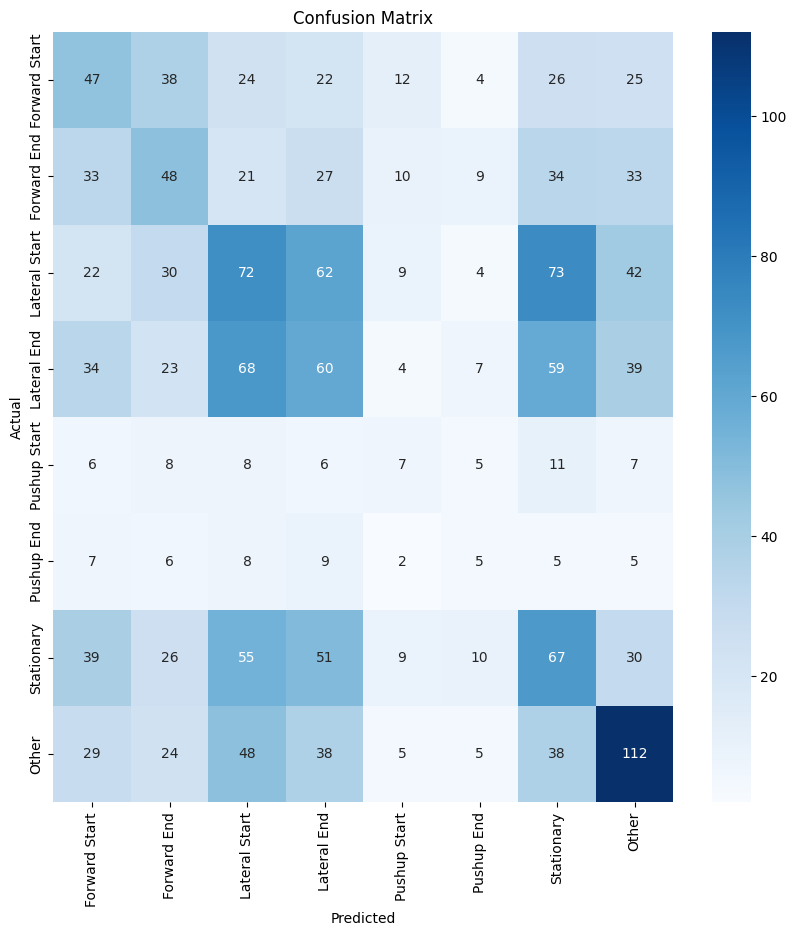 Confusion Matrix
Actual
Forward Start 47 38 24 22 12 4 26 25
Forward End 33 48 21 27 10 9 34 33
Lateral Start 22 30 72 62 9 4 73 42
Lateral End 34 23 68 60 4 7 59 39
Pushup Start 6 8 8 6 7 5 11 7
Pushup End 7 6 8 9 2 5 5 5
Stationary 39 26 55 51 9 10 67 30
Other 29 24 48 38 5 5 38 112
Forward Start Forward End Lateral Start Lateral End Pushup Start Pushup End Stationary Other
Predicted
100
80
60
40
20